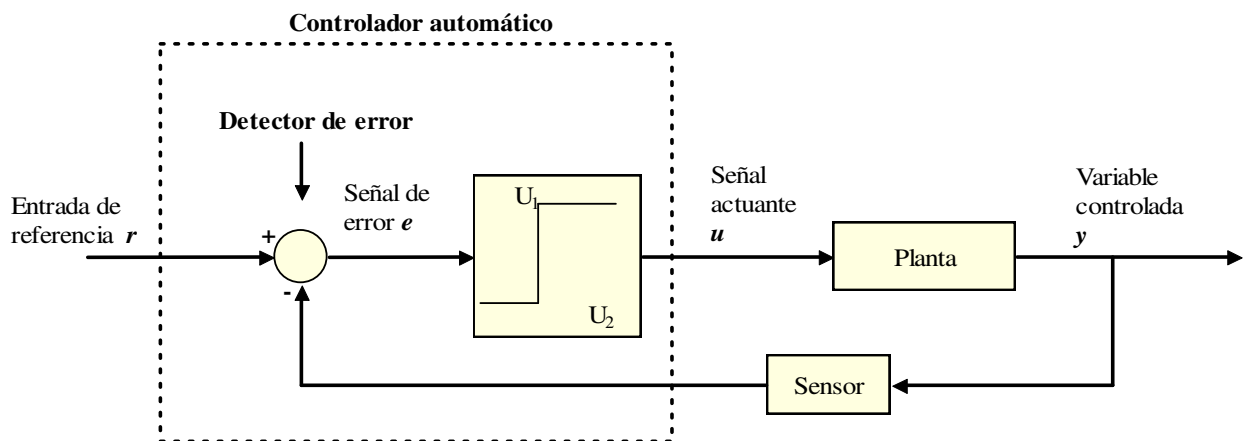 Controlador automático
Detector de error
Entrada de
referencia r
+
-
Señal de
error e
U1
U2
Señal
actuante
u
Planta
Variable
controlada
y
Sensor